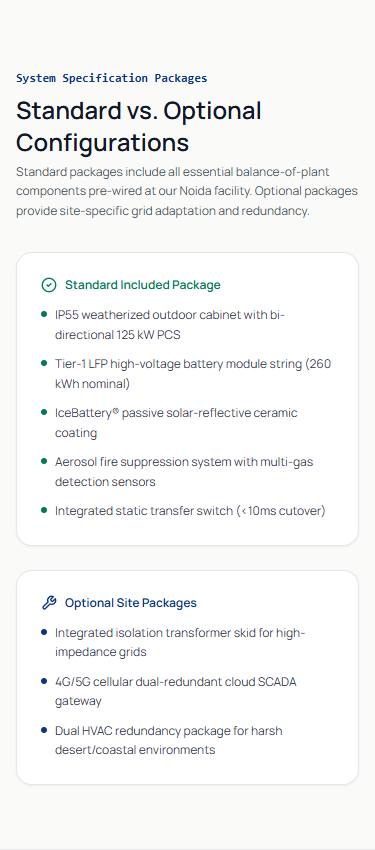 System Specification Packages
Standard vs. Optional
Configurations
Standard packages include all essential balance-of-plant
components pre-wired at our Noida facility. Optional packages
provide site-specific grid adaptation and redundancy.
Standard Included Package
IP55 weatherized outdoor cabinet with bi-
directional 125 kW PCS
Tier-1 LFP high-voltage battery module string (260
kWh nominal)
IceBattery® passive solar-reflective ceramic
coating
Aerosol fire suppression system with multi-gas
detection sensors
Integrated static transfer switch (<10ms cutover)
Optional Site Packages
Integrated isolation transformer skid for high-
impedance grids
4G/5G cellular dual-redundant cloud SCADA
gateway
Dual HVAC redundancy package for harsh
desert/coastal environments